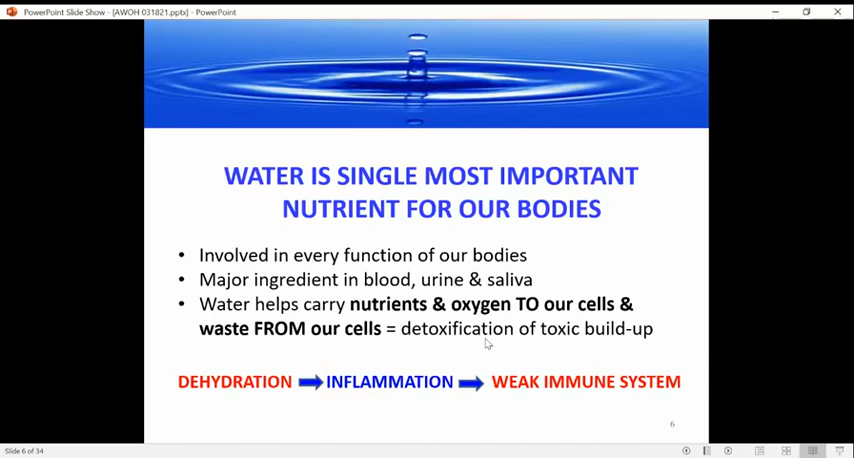 PowerPoint Slide Show - [AWOH 031821.pptx] - PowerPoint
WATER IS SINGLE MOST IMPORTANT
NUTRIENT FOR OUR BODIES
• Involved in every function of our bodies
• Major ingredient in blood, urine & saliva
• Water helps carry nutrients & oxygen TO our cells &
waste FROM our cells = detoxification of toxic build-up
DEHYDRATION INFLAMMATION WEAK IMMUNE SYSTEM
6
Slide 6 of 34